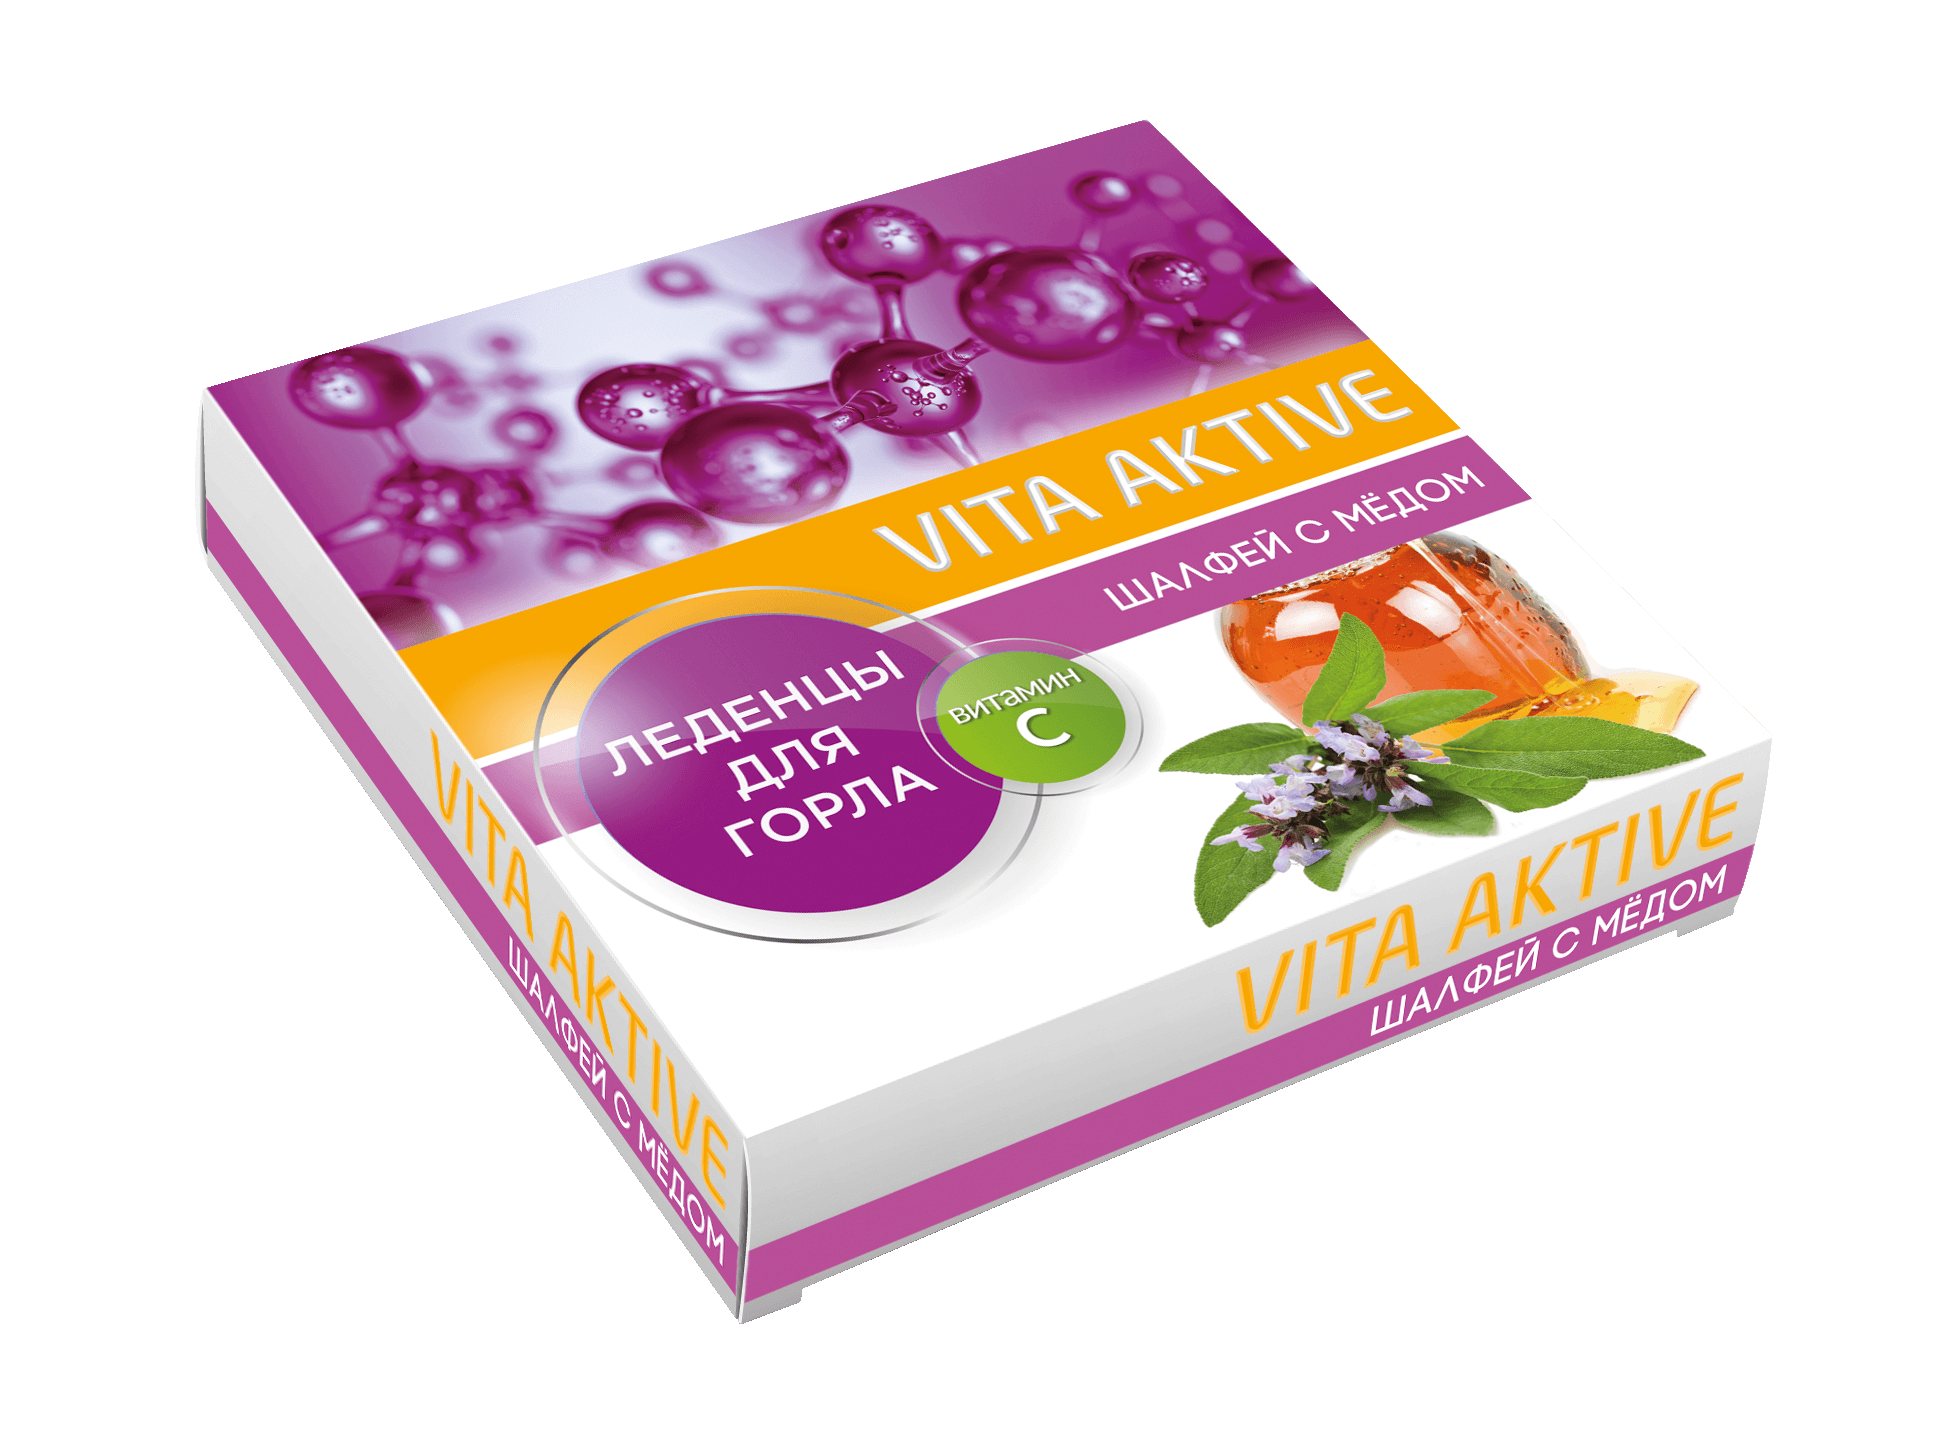 VITA AKTIVE
ШАЛФЕЙ С МЁДОМ
ЛЕДЕНЦЫ
ДЛЯ
ГОРЛА
витамин
С
VITA AKTIVE
ШАЛФЕЙ С МЁДОМ
VITA AKTIVE
ШАЛФЕЙ С МЁДОМ